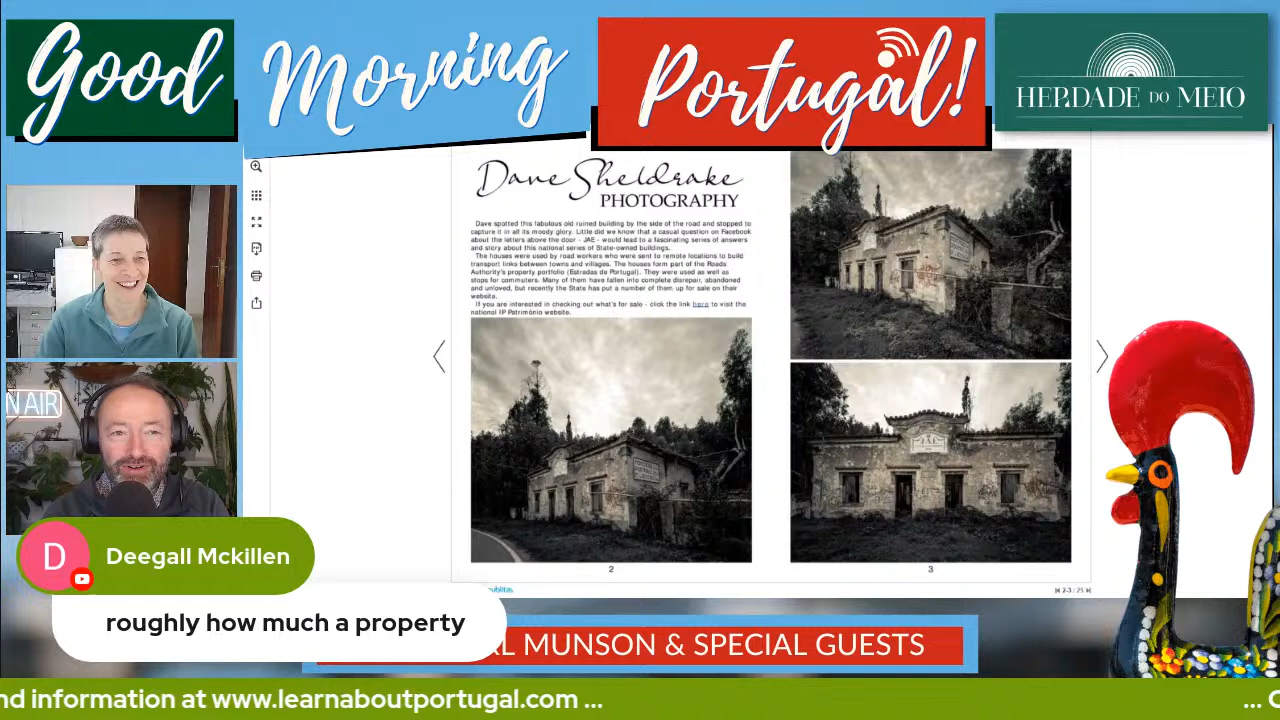 Good
Morning
Portugal!
HERDADE DO MEIO
Dave Sheldrake
PHOTOGRAPHY
Dave spotted this fabulous old ruined building by the side of the road and stopped to
capture it in all its moody glory. Little did we know that a casual question on Facebook
about the letters above the door - JAE - would lead to a fascinating series of answers
and story about this national series of State-owned buildings.
The houses were used by road workers who were sent to remote locations to build
transport links between towns and villages. The houses form part of the Roads
Authority's property portfolio (Estradas de Portugal). They were used as well as
stops for commuters. Many of them have fallen into complete disrepair, abandoned
and unloved, but recently the State has put a number of them up for sale on their
website.
If you are interested in checking out what's for sale - click the link here to visit the
national IP Património website.
JAE
2
3
2-3 / 25
N AIR
D
Deegall Mckillen
roughly how much a property
L MUNSON & SPECIAL GUESTS
nd information at www.learnaboutportugal.com ...
... C